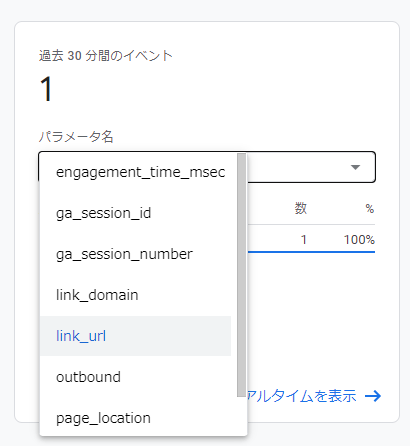 過去 30 分間のイベント
1
パラメータ名
engagement_time_msec
ga_session_id
数 %
ga_session_number
1 100%
link_domain
link_url
outbound
アルタイムを表示
page_location